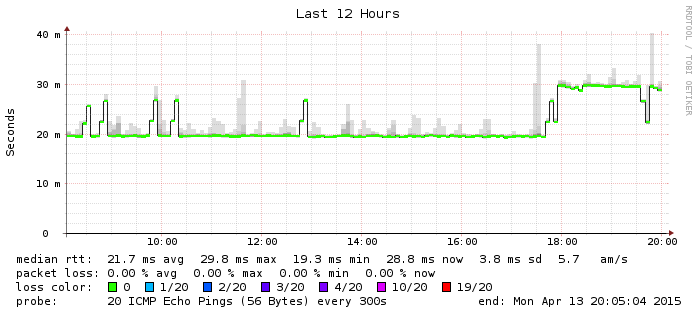 Last 12 Hours
RRDTOOL / TOBI OETIKER
Seconds
40 m
30 m
20 m
10 m
0
10:00 12:00 14:00 16:00 18:00 20:00
median rtt: 21.7 ms avg 29.8 ms max 19.3 ms min 28.8 ms now 3.8 ms sd 5.7 am/s
packet loss: 0.00 % avg 0.00 % max 0.00 % min 0.00 % now
loss color: 0 1/20 2/20 3/20 4/20 10/20 19/20
probe: 20 ICMP Echo Pings (56 Bytes) every 300s end: Mon Apr 13 20:05:04 2015